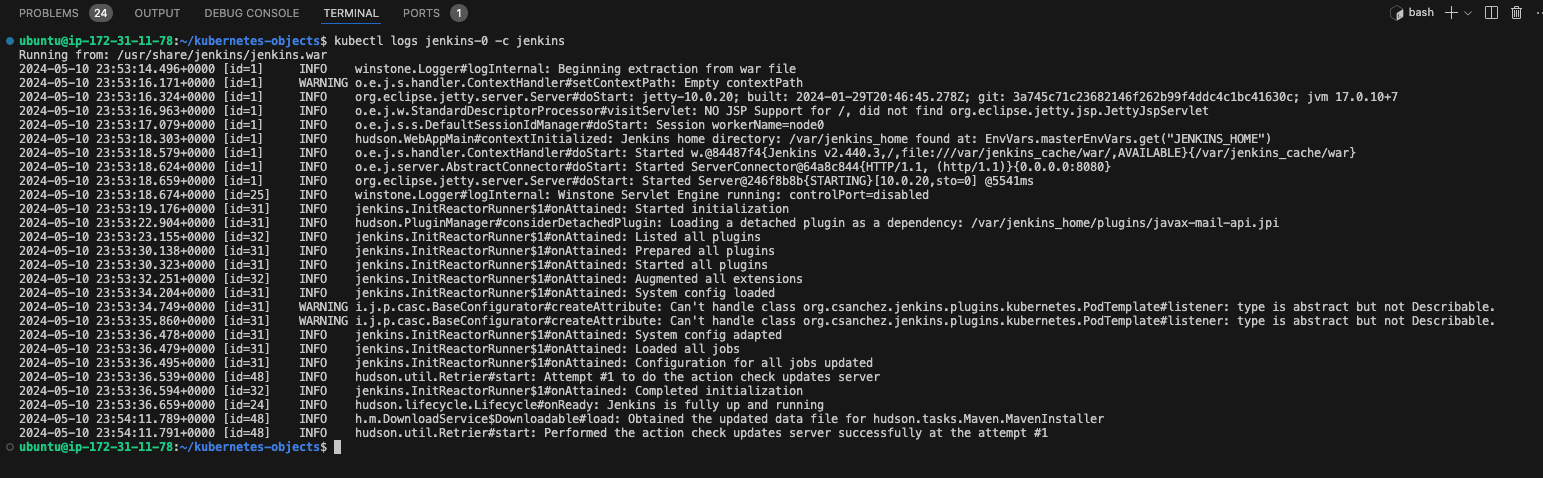 PROBLEMS 24 OUTPUT DEBUG CONSOLE TERMINAL PORTS 1 bash
ubuntu@ip-172-31-11-78:~/kubernetes-objects$ kubectl logs jenkins-0 -c jenkins
Running from: /usr/share/jenkins/jenkins.war
2024-05-10 23:53:14.496+0000 [id=1] INFO winstone.Logger#logInternal: Beginning extraction from war file
2024-05-10 23:53:16.171+0000 [id=1] WARNING o.e.j.s.handler.ContextHandler#setContextPath: Empty contextPath
2024-05-10 23:53:16.324+0000 [id=1] INFO org.eclipse.jetty.server.Server#doStart: jetty-10.0.20; built: 2024-01-29T20:46:45.278Z; git: 3a745c71c23682146f262b99f4ddc4c1bc41630c; jvm 17.0.10+7
2024-05-10 23:53:16.963+0000 [id=1] INFO o.e.j.w.StandardDescriptorProcessor#visitServlet: NO JSP Support for /, did not find org.eclipse.jetty.jsp.JettyJspServlet
2024-05-10 23:53:17.079+0000 [id=1] INFO o.e.j.s.s.DefaultSessionIdManager#doStart: Session workerName=node0
2024-05-10 23:53:18.303+0000 [id=1] INFO hudson.WebAppMain#contextInitialized: Jenkins home directory: /var/jenkins_home found at: EnvVars.masterEnvVars.get("JENKINS_HOME")
2024-05-10 23:53:18.579+0000 [id=1] INFO o.e.j.s.handler.ContextHandler#doStart: Started w.@84487f4{Jenkins v2.440.3,/,file:///var/jenkins_cache/war/,AVAILABLE}{/var/jenkins_cache/war}
2024-05-10 23:53:18.624+0000 [id=1] INFO o.e.j.server.AbstractConnector#doStart: Started ServerConnector@64a8c844{HTTP/1.1, (http/1.1)}{0.0.0.0:8080}
2024-05-10 23:53:18.659+0000 [id=1] INFO org.eclipse.jetty.server.Server#doStart: Started Server@246f8b8b{STARTING}[10.0.20,sto=0] @5541ms
2024-05-10 23:53:18.674+0000 [id=25] INFO winstone.Logger#logInternal: Winstone Servlet Engine running: controlPort=disabled
2024-05-10 23:53:19.176+0000 [id=31] INFO jenkins.InitReactorRunner$1#onAttained: Started initialization
2024-05-10 23:53:22.904+0000 [id=31] INFO hudson.PluginManager#considerDetachedPlugin: Loading a detached plugin as a dependency: /var/jenkins_home/plugins/javax-mail-api.jpi
2024-05-10 23:53:23.155+0000 [id=32] INFO jenkins.InitReactorRunner$1#onAttained: Listed all plugins
2024-05-10 23:53:30.138+0000 [id=31] INFO jenkins.InitReactorRunner$1#onAttained: Prepared all plugins
2024-05-10 23:53:30.323+0000 [id=31] INFO jenkins.InitReactorRunner$1#onAttained: Started all plugins
2024-05-10 23:53:32.251+0000 [id=32] INFO jenkins.InitReactorRunner$1#onAttained: Augmented all extensions
2024-05-10 23:53:34.204+0000 [id=31] INFO jenkins.InitReactorRunner$1#onAttained: System config loaded
2024-05-10 23:53:34.749+0000 [id=31] WARNING i.j.p.casc.BaseConfigurator#createAttribute: Can't handle class org.csanchez.jenkins.plugins.kubernetes.PodTemplate#listener: type is abstract but not Describable.
2024-05-10 23:53:35.860+0000 [id=31] WARNING i.j.p.casc.BaseConfigurator#createAttribute: Can't handle class org.csanchez.jenkins.plugins.kubernetes.PodTemplate#listener: type is abstract but not Describable.
2024-05-10 23:53:36.478+0000 [id=31] INFO jenkins.InitReactorRunner$1#onAttained: System config adapted
2024-05-10 23:53:36.479+0000 [id=31] INFO jenkins.InitReactorRunner$1#onAttained: Loaded all jobs
2024-05-10 23:53:36.495+0000 [id=31] INFO jenkins.InitReactorRunner$1#onAttained: Configuration for all jobs updated
2024-05-10 23:53:36.539+0000 [id=48] INFO hudson.util.Retrier#start: Attempt #1 to do the action check updates server
2024-05-10 23:53:36.594+0000 [id=32] INFO jenkins.InitReactorRunner$1#onAttained: Completed initialization
2024-05-10 23:53:36.659+0000 [id=24] INFO hudson.lifecycle.Lifecycle#onReady: Jenkins is fully up and running
2024-05-10 23:54:11.789+0000 [id=48] INFO h.m.DownloadService$Downloadable#load: Obtained the updated data file for hudson.tasks.Maven.MavenInstaller
2024-05-10 23:54:11.791+0000 [id=48] INFO hudson.util.Retrier#start: Performed the action check updates server successfully at the attempt #1
ubuntu@ip-172-31-11-78:~/kubernetes-objects$